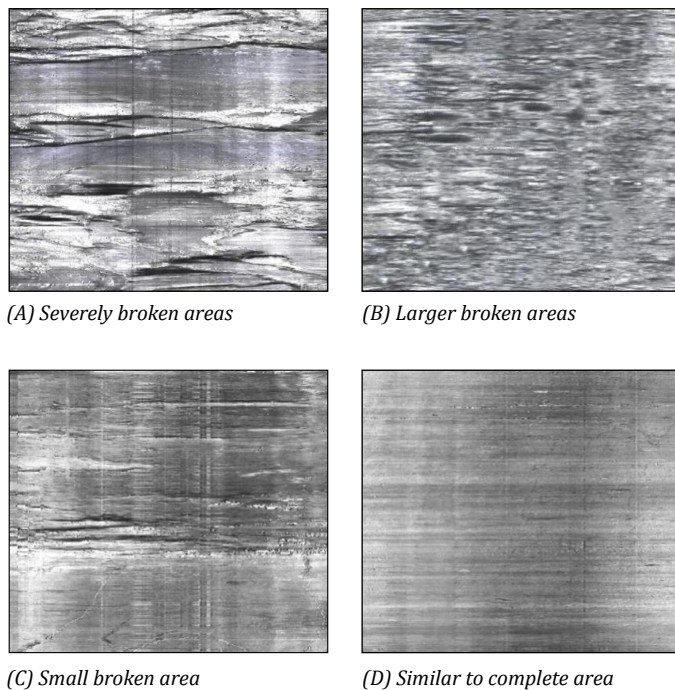 (A) Severely broken areas
(B) Larger broken areas
(C) Small broken area
(D) Similar to complete area